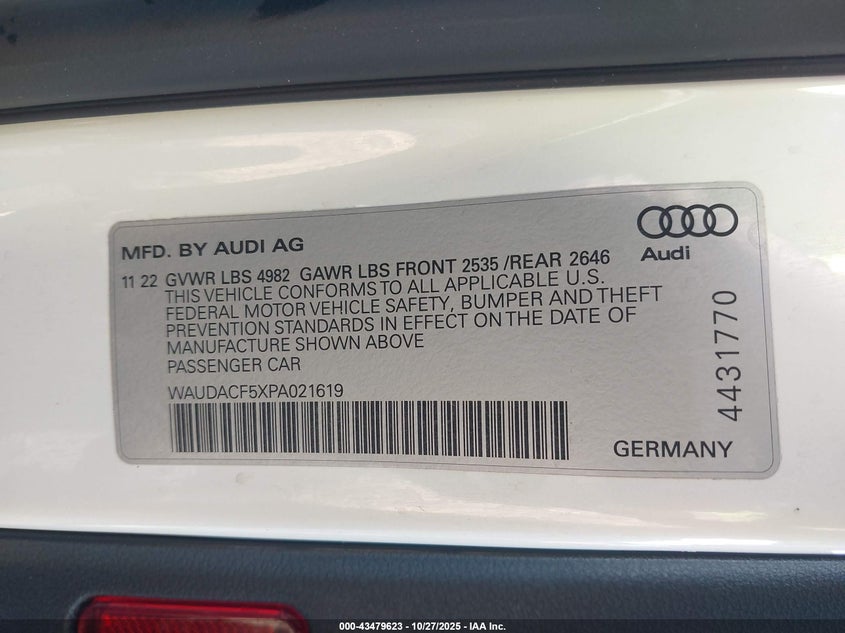 MFD. BY AUDI AG
Audi
11 22 GVWR LBS 4982 GAWR LBS FRONT 2535 /REAR 2646
THIS VEHICLE CONFORMS TO ALL APPLICABLE U.S.
FEDERAL MOTOR VEHICLE SAFETY, BUMPER AND THEFT
PREVENTION STANDARDS IN EFFECT ON THE DATE OF
MANUFACTURE SHOWN ABOVE
PASSENGER CAR
WAUDACF5XPA021619
4431770
GERMANY
000-43479623 - 10/27/2025 - IAA Inc.